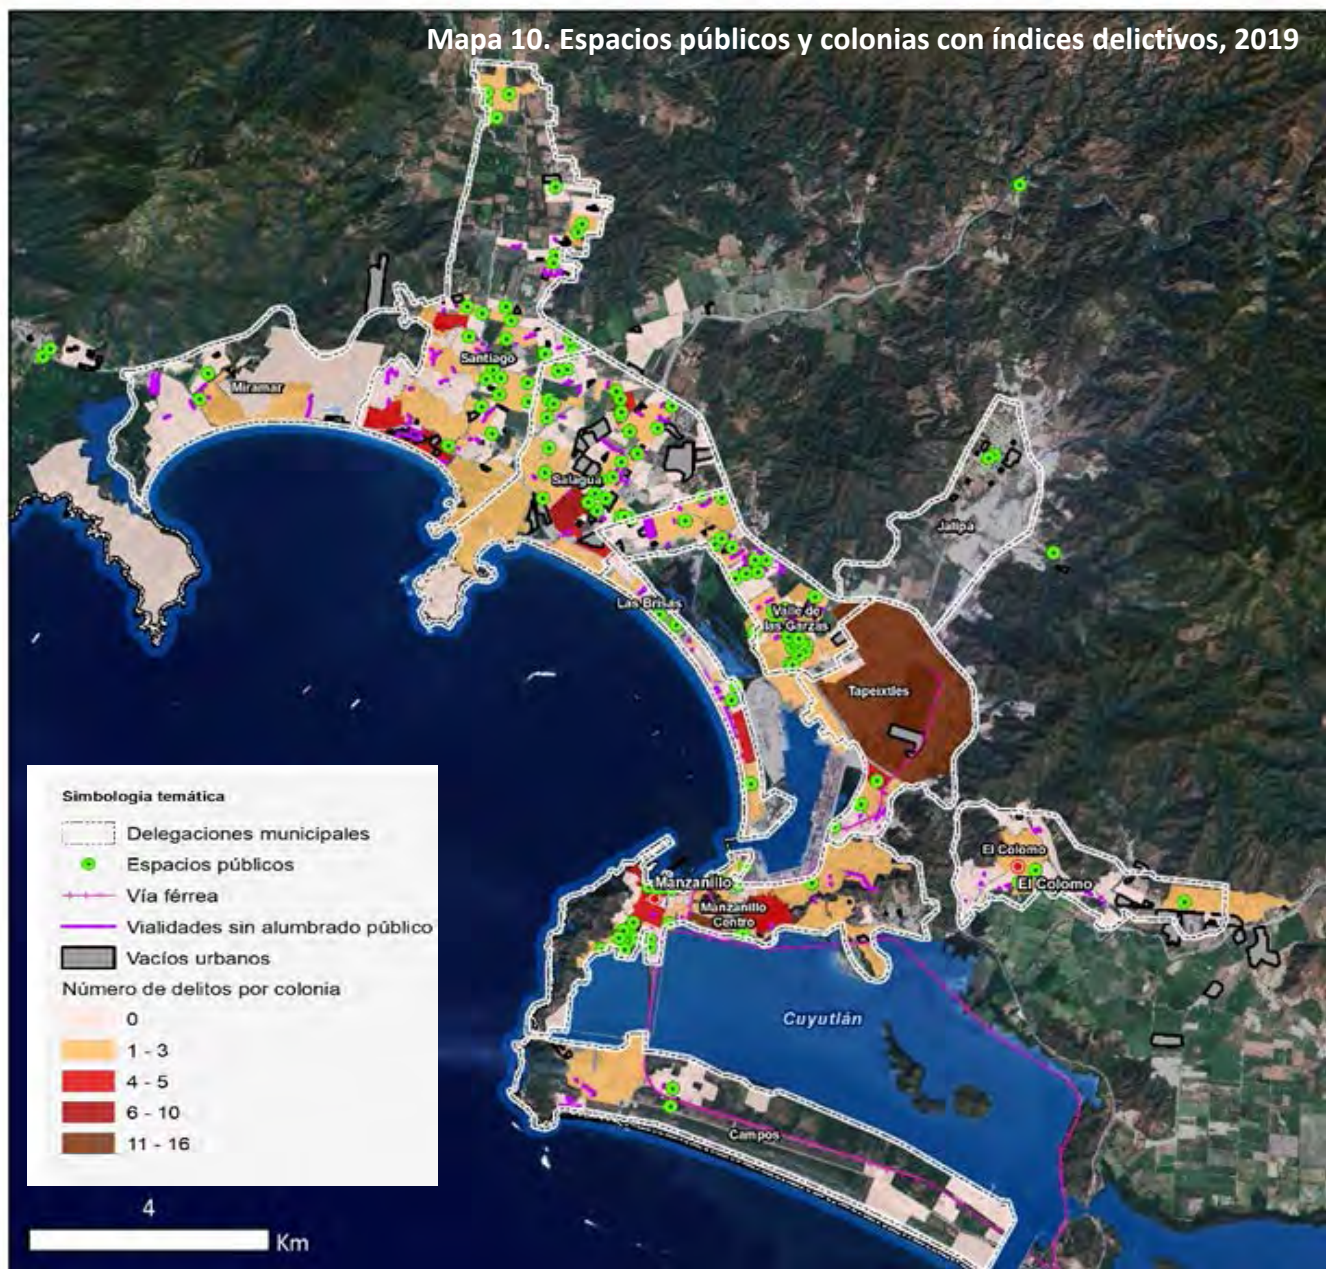 Mapa 10. Espacios públicos y colonias con índices delictivos, 2019
Santiago
Miramar
Salagua
Jalipa
Las Brisas
Valle de
las Garzas
Tapeixtles
El Colomo
El Colomo
Manzanillo
Manzanillo
Centro
Cuyutlán
Campos
Simbología temática
Delegaciones municipales
Espacios públicos
Vía férrea
Vialidades sin alumbrado público
Vacíos urbanos
Número de delitos por colonia
0
1 - 3
4 - 5
6 - 10
11 - 16
4
Km